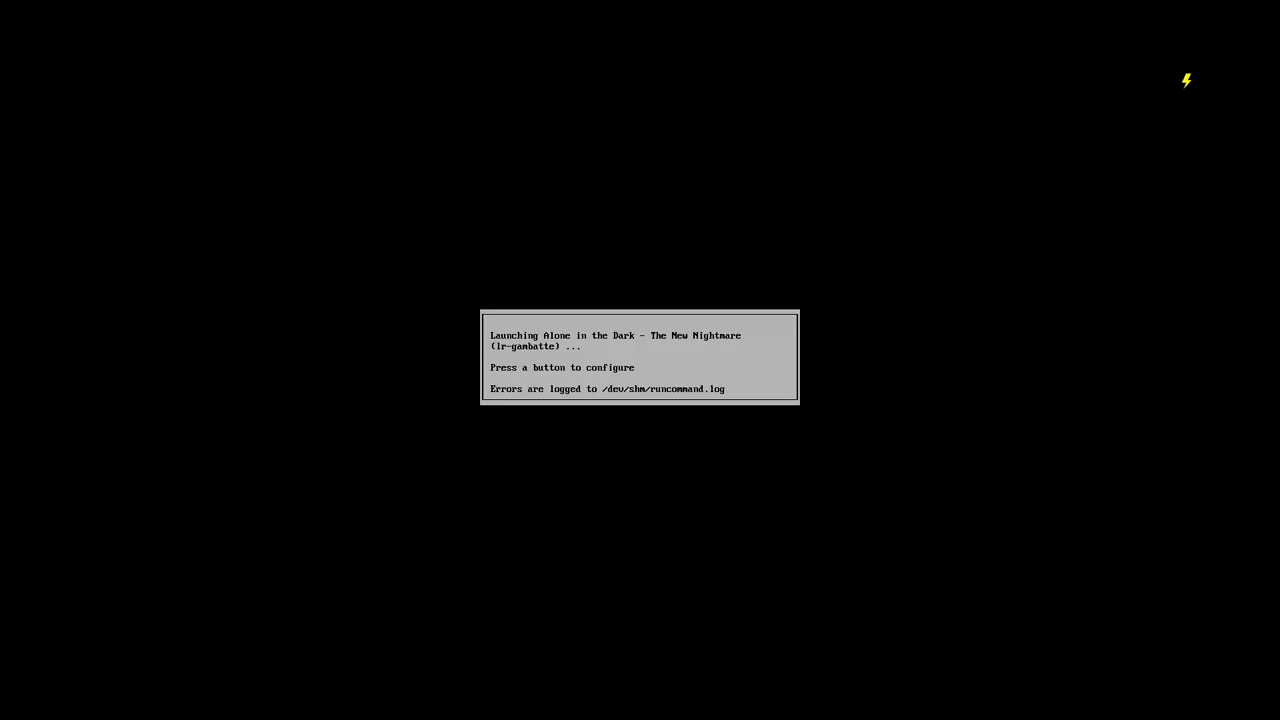 Launching Alone in the Dark - The New Nightmare
(lr-gambatte) ...
Press a button to configure
Errors are logged to /dev/shm/runcommand.log